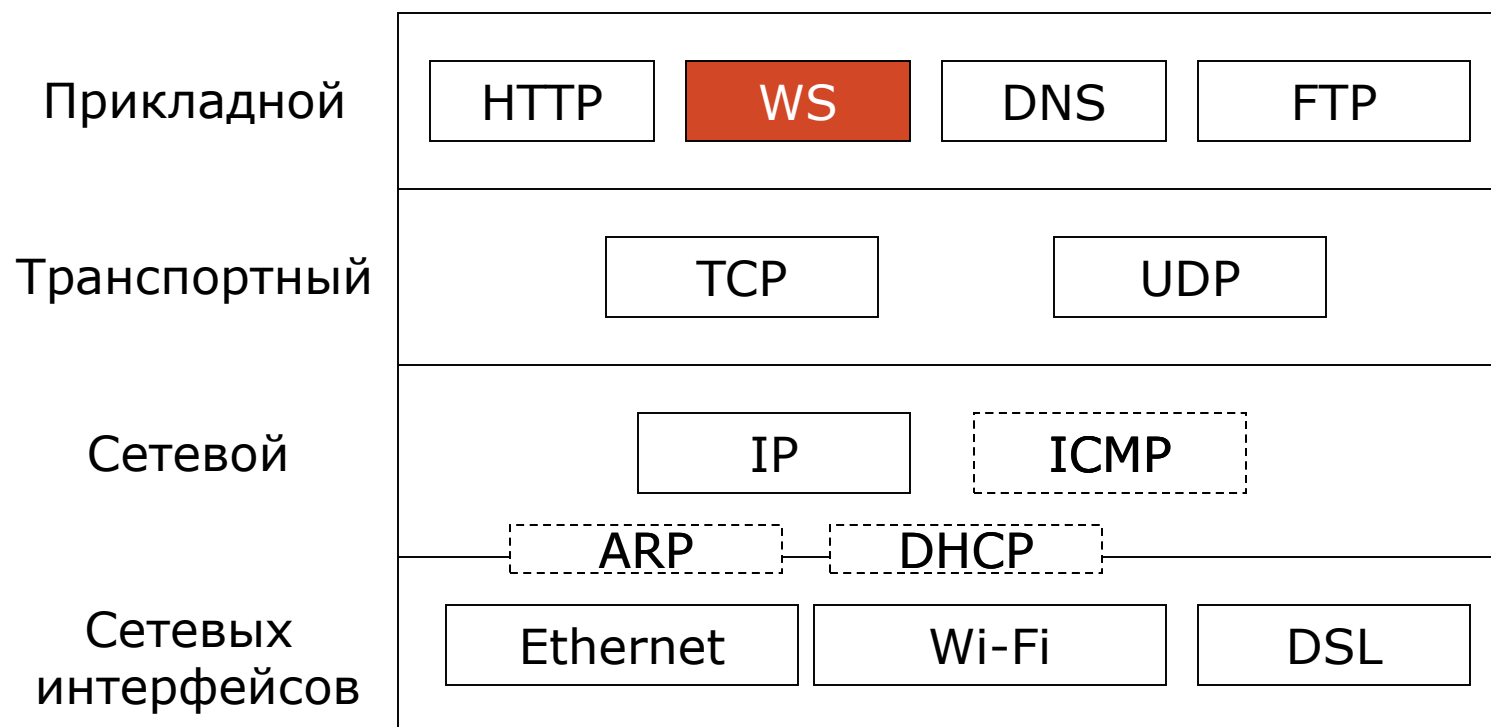 Прикладной
HTTP
WS
DNS
FTP
Транспортный
TCP
UDP
Сетевой
IP
ICMP
ARP
DHCP
Сетевых
интерфейсов
Ethernet
Wi-Fi
DSL